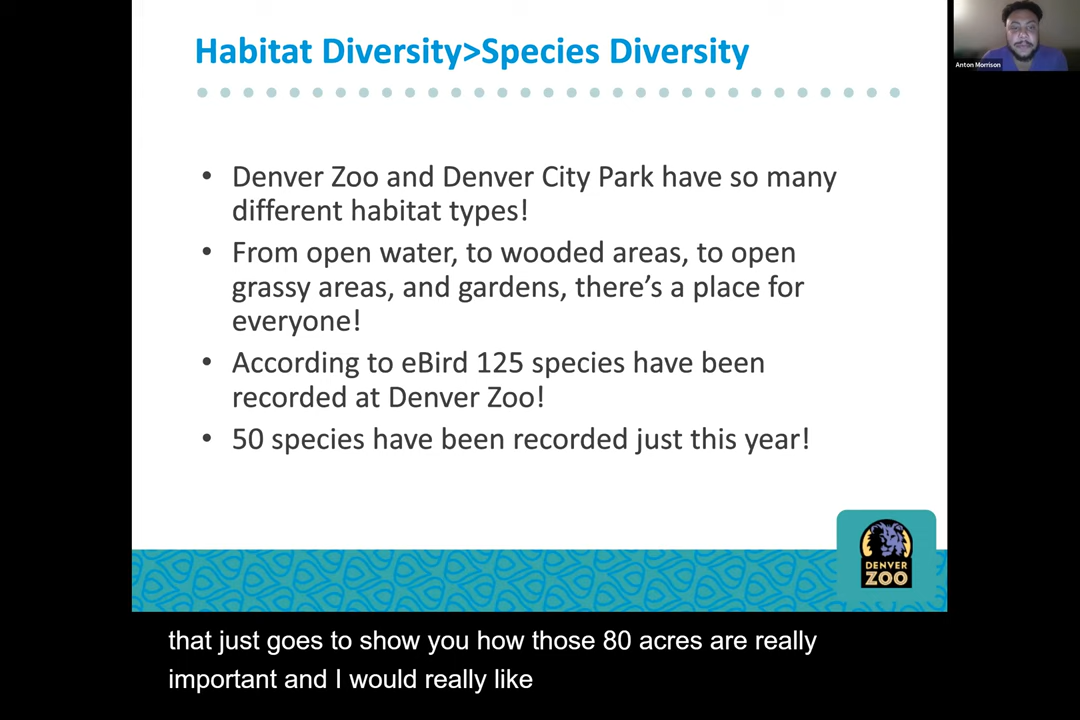 Habitat Diversity>Species Diversity
Anton Morrison
• Denver Zoo and Denver City Park have so many
different habitat types!
• From open water, to wooded areas, to open
grassy areas, and gardens, there’s a place for
everyone!
• According to eBird 125 species have been
recorded at Denver Zoo!
• 50 species have been recorded just this year!
DENVER
ZOO
that just goes to show you how those 80 acres are really
important and I would really like